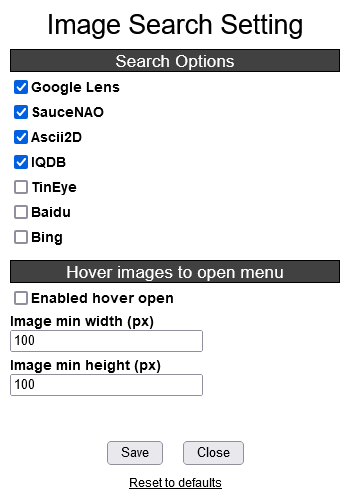 Image Search Setting
Search Options
Google Lens
SauceNAO
Ascii2D
IQDB
TinEye
Baidu
Bing
Hover images to open menu
Enabled hover open
Image min width (px)
100
Image min height (px)
100
Save Close
Reset to defaults